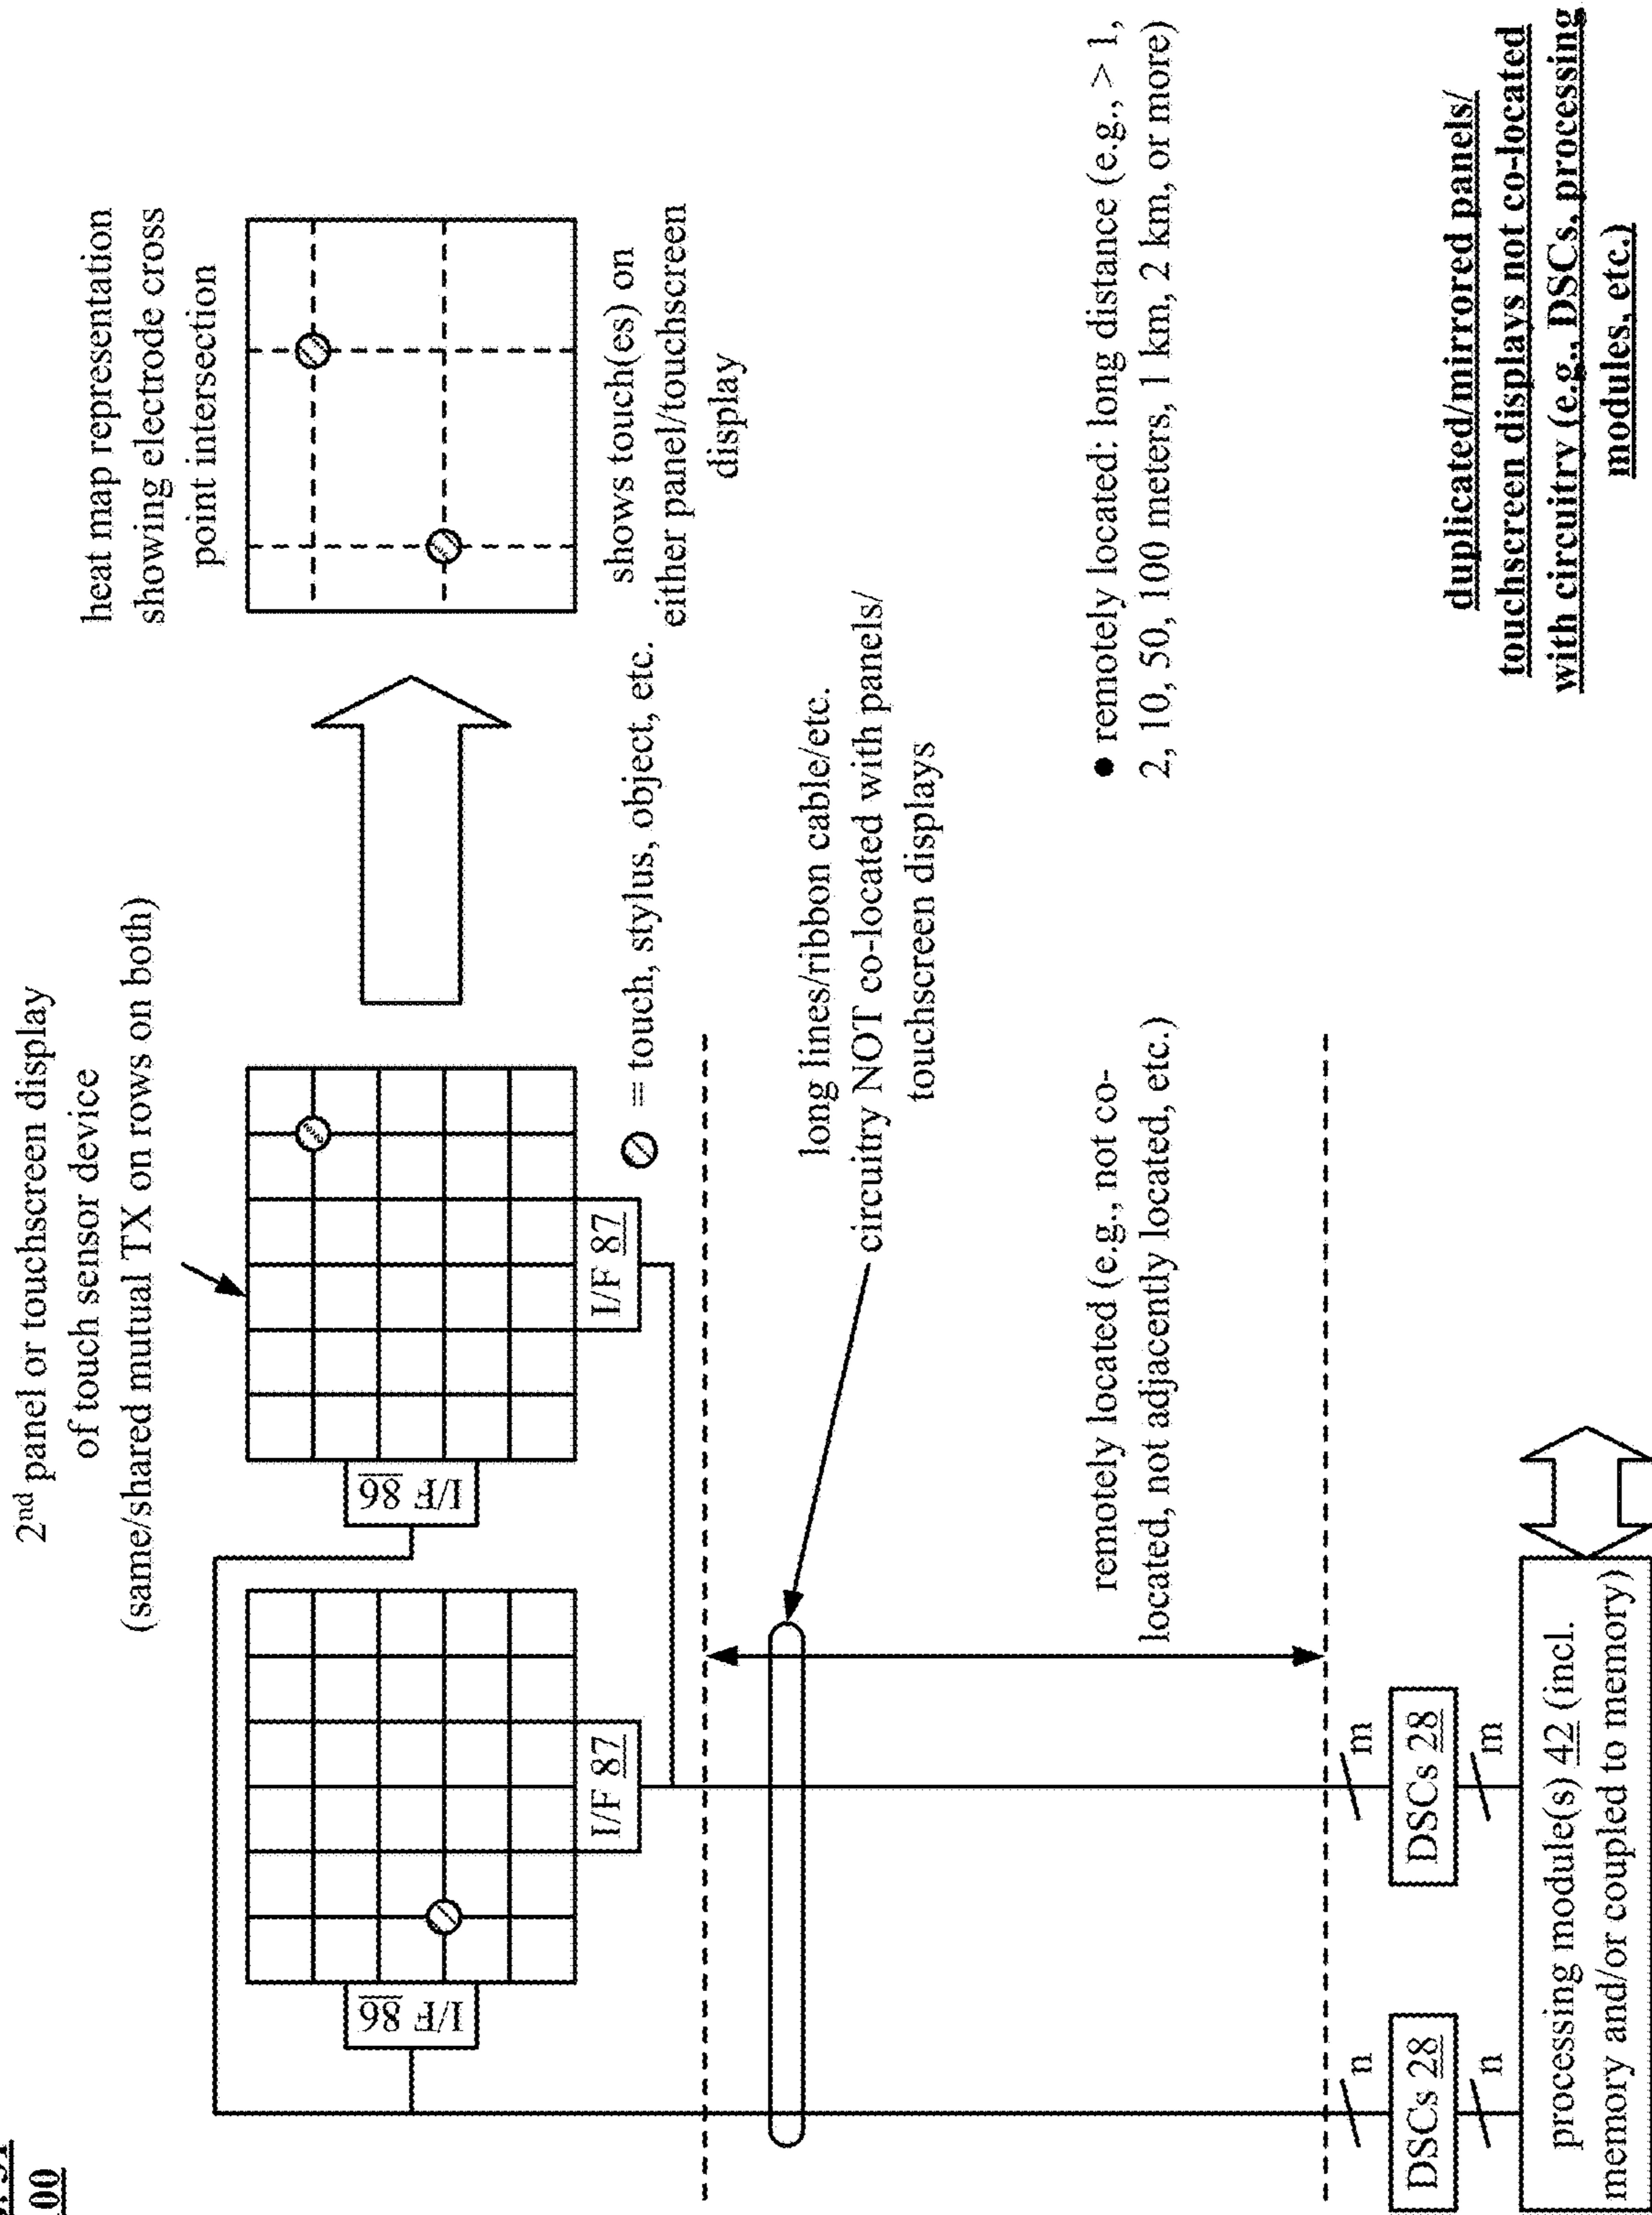 2nd panel or touchscreen display
of touch sensor device
(same/shared mutual TX on rows on both)
heat map representation
showing electrode cross
point intersection
I/F 86
I/F 86
I/F 87
I/F 87
= touch, stylus, object, etc.
shows touch(es) on
either panel/touchscreen
display
long lines/ribbon cable/etc.
circuitry NOT co-located with panels/
touchscreen displays
remotely located (e.g., not co-
located, not adjacently located, etc.)
● remotely located: long distance (e.g., > 1,
2, 10, 50, 100 meters, 1 km, 2 km, or more)
n
m
DSCs 28
DSCs 28
n
m
processing module(s) 42 (incl.
memory and/or coupled to memory)
duplicated/mirrored panels/
touchscreen displays not co-located
with circuitry (e.g., DSCs, processing
modules, etc.)